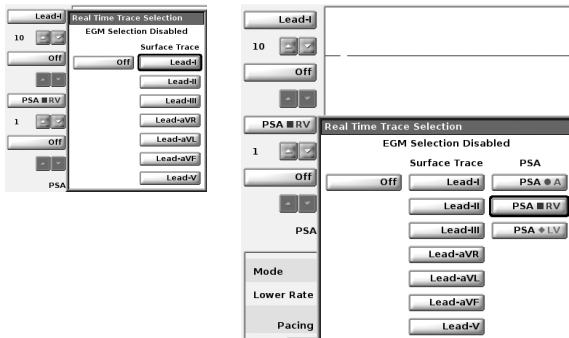 Lead-I
Real Time Trace Selection
10
EGM Selection Disabled
Surface Trace
Off
Off
Lead-I
Lead-II
PSA ■ RV
Lead-III
1
Lead-aVR
Off
Lead-aVL
Lead-aVF
PSA
Lead-V
Lead-I
10
Off
PSA ■ RV
Real Time Trace Selection
1
EGM Selection Disabled
Surface Trace
PSA
Off
Off
Lead-I
PSA ● A
Lead-II
PSA ■ RV
PSA
Lead-III
PSA ◆ LV
Lead-aVR
Mode
Lead-aVL
Lower Rate
Lead-aVF
Pacing
Lead-V